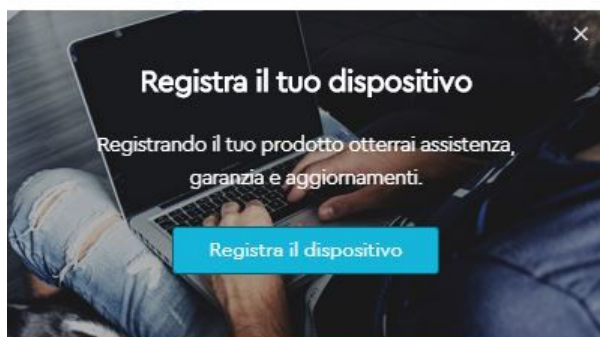 Registra il tuo dispositivo
Registrando il tuo prodotto otterrai assistenza,
garanzia e aggiornamenti.
Registra il dispositivo